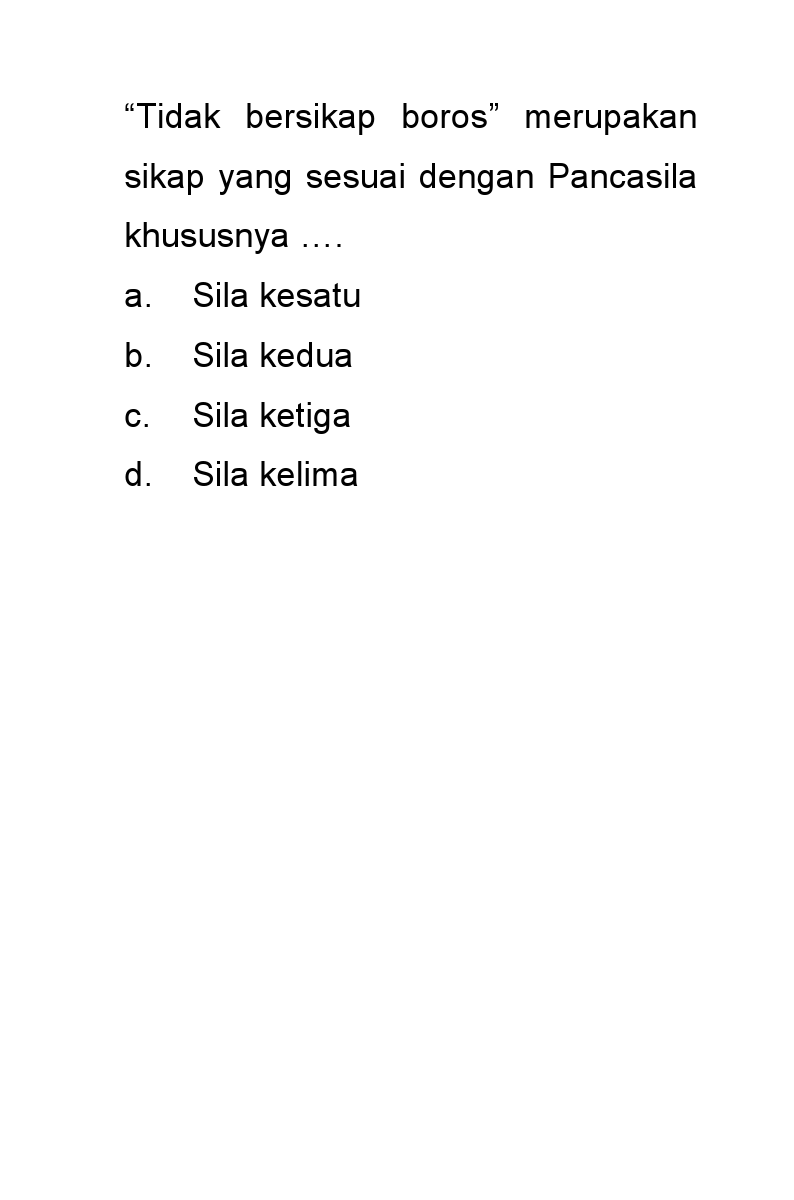 “Tidak bersikap boros” merupakan
sikap yang sesuai dengan Pancasila
khususnya ….
a. Sila kesatu
b. Sila kedua
c. Sila ketiga
d. Sila kelima